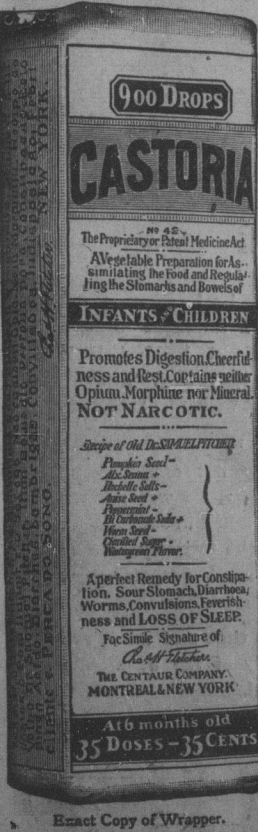 900 DROPS
CASTORIA
No 42
The Proprietary or Patent Medicine Act.
A Vegetable Preparation for As-
similating the Food and Regula-
ting the Stomachs and Bowels of
INFANTS and CHILDREN
Promotes Digestion, Cheerful-
ness and Rest. Contains neither
Opium, Morphine nor Mineral.
NOT NARCOTIC.
Recipe of Old Dr. SAMUEL PITCHER
Pumpkin Seed -
Alx. Senna +
Rochelle Salts -
Anise Seed +
Peppermint -
Bi Carbonate Soda +
Worm Seed -
Clarified Sugar -
Wintergreen Flavor.
A perfect Remedy for Constipa-
tion, Sour Stomach, Diarrhoea,
Worms, Convulsions, Feverish-
ness and LOSS OF SLEEP.
Fac Simile Signature of
Chas. H. Fletcher.
THE CENTAUR COMPANY.
MONTREAL & NEW YORK
At 6 months old
35 DOSES - 35 CENTS
Exact Copy of Wrapper.
NEW YORK